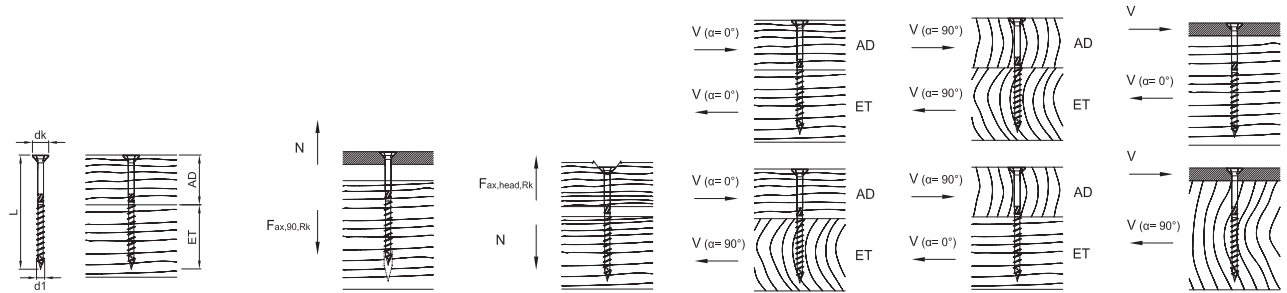 dk
L
d1
AD
ET
N
Fax,90,Rk
Fax,head,Rk
N
V (α= 0°)
AD
V (α= 0°)
ET
V (α= 90°)
AD
V (α= 90°)
ET
V
V (α= 0°)
V (α= 0°)
AD
V (α= 90°)
ET
V (α= 90°)
AD
V (α= 0°)
ET
V
V (α= 90°)